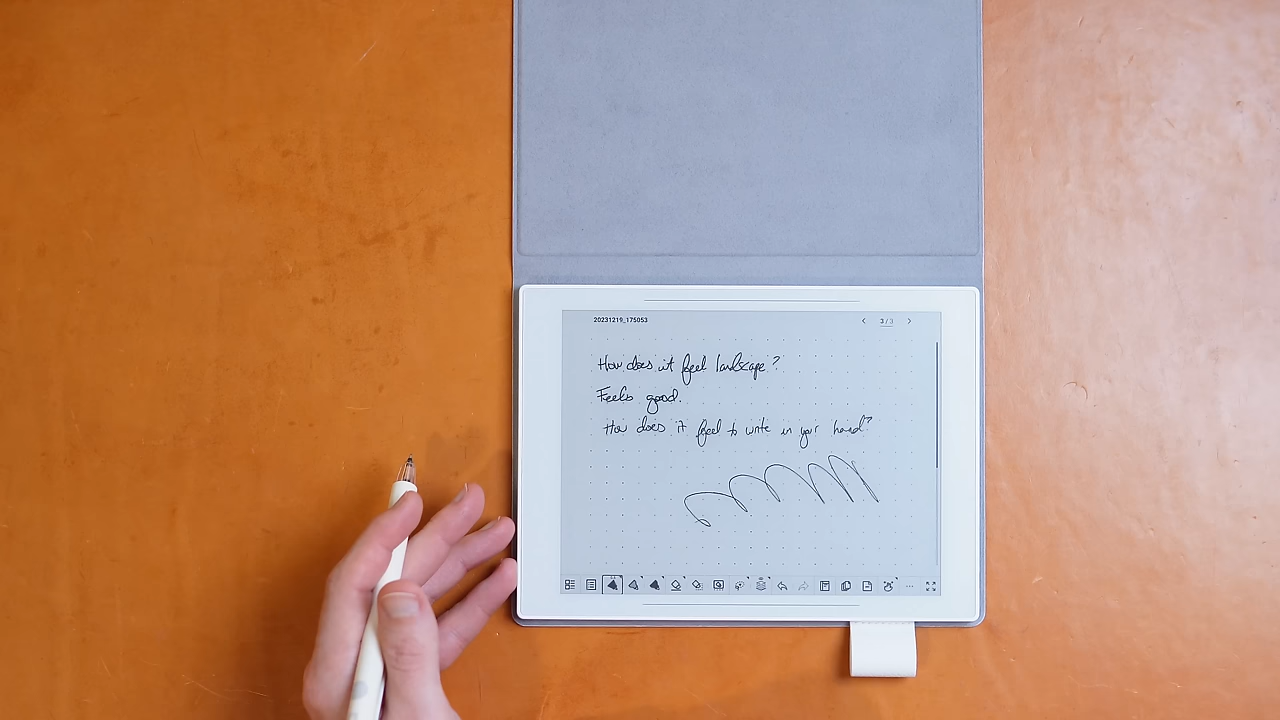 20231219_175053
3/3
How does it feel landscape?
Feels good.
How does it feel to write in your hand?